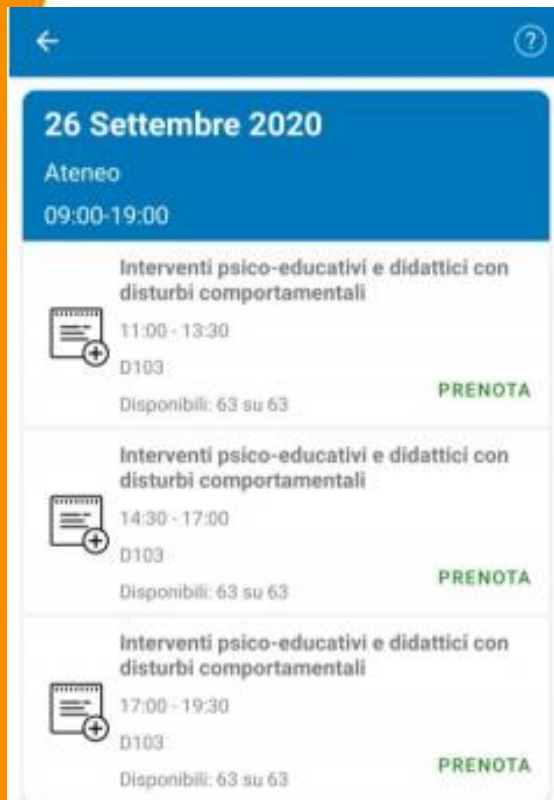 26 Settembre 2020
Ateneo
09:00-19:00
Interventi psico-educativi e didattici con
disturbi comportamentali
11:00 - 13:30
D103
Disponibili: 63 su 63
PRENOTA
Interventi psico-educativi e didattici con
disturbi comportamentali
14:30 - 17:00
D103
Disponibili: 63 su 63
PRENOTA
Interventi psico-educativi e didattici con
disturbi comportamentali
17:00 - 19:30
D103
Disponibili: 63 su 63
PRENOTA